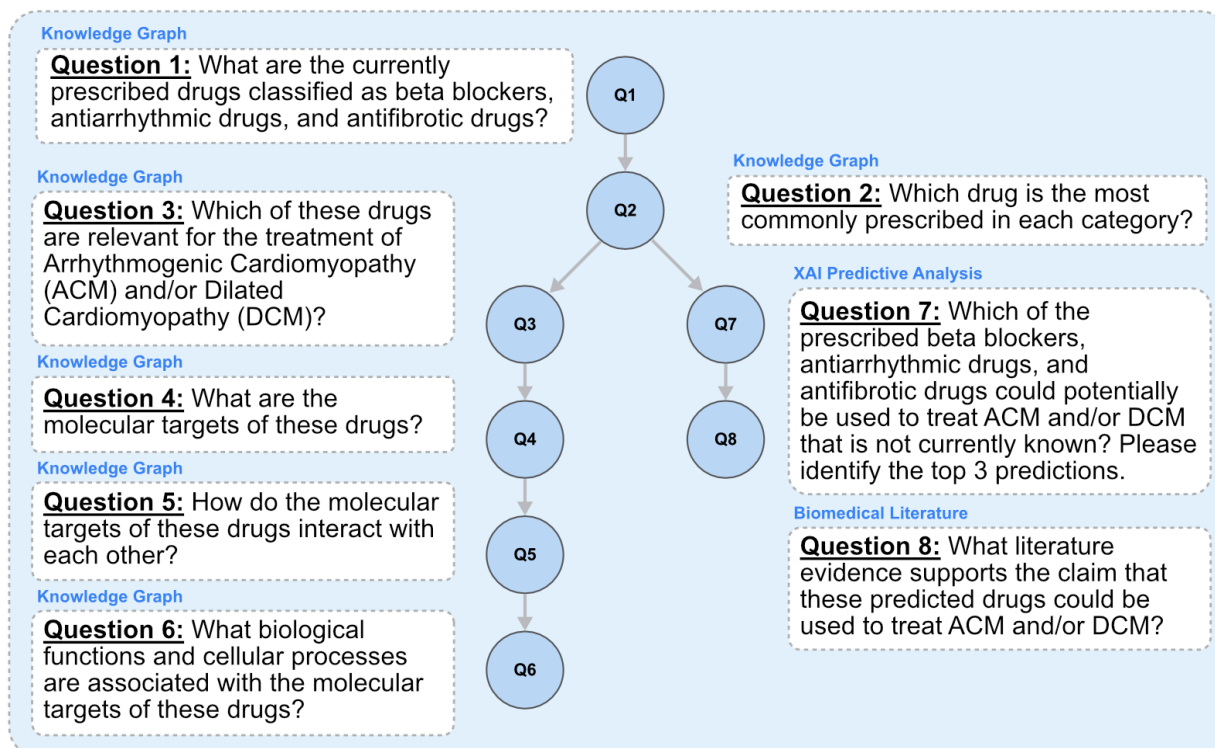 Knowledge Graph
Question 1: What are the currently
prescribed drugs classified as beta blockers,
antiarrhythmic drugs, and antifibrotic drugs?
Q1
Knowledge Graph
Question 2: Which drug is the most
commonly prescribed in each category?
Q2
Knowledge Graph
Question 3: Which of these drugs
are relevant for the treatment of
Arrhythmogenic Cardiomyopathy
(ACM) and/or Dilated
Cardiomyopathy (DCM)?
Q3
Knowledge Graph
Question 4: What are the
molecular targets of these drugs?
Q4
Knowledge Graph
Question 5: How do the molecular
targets of these drugs interact with
each other?
Q5
Knowledge Graph
Question 6: What biological
functions and cellular processes
are associated with the molecular
targets of these drugs?
Q6
XAI Predictive Analysis
Question 7: Which of the
prescribed beta blockers,
antiarrhythmic drugs, and
antifibrotic drugs could potentially
be used to treat ACM and/or DCM
that is not currently known? Please
identify the top 3 predictions.
Q7
Biomedical Literature
Question 8: What literature
evidence supports the claim that
these predicted drugs could be
used to treat ACM and/or DCM?
Q8